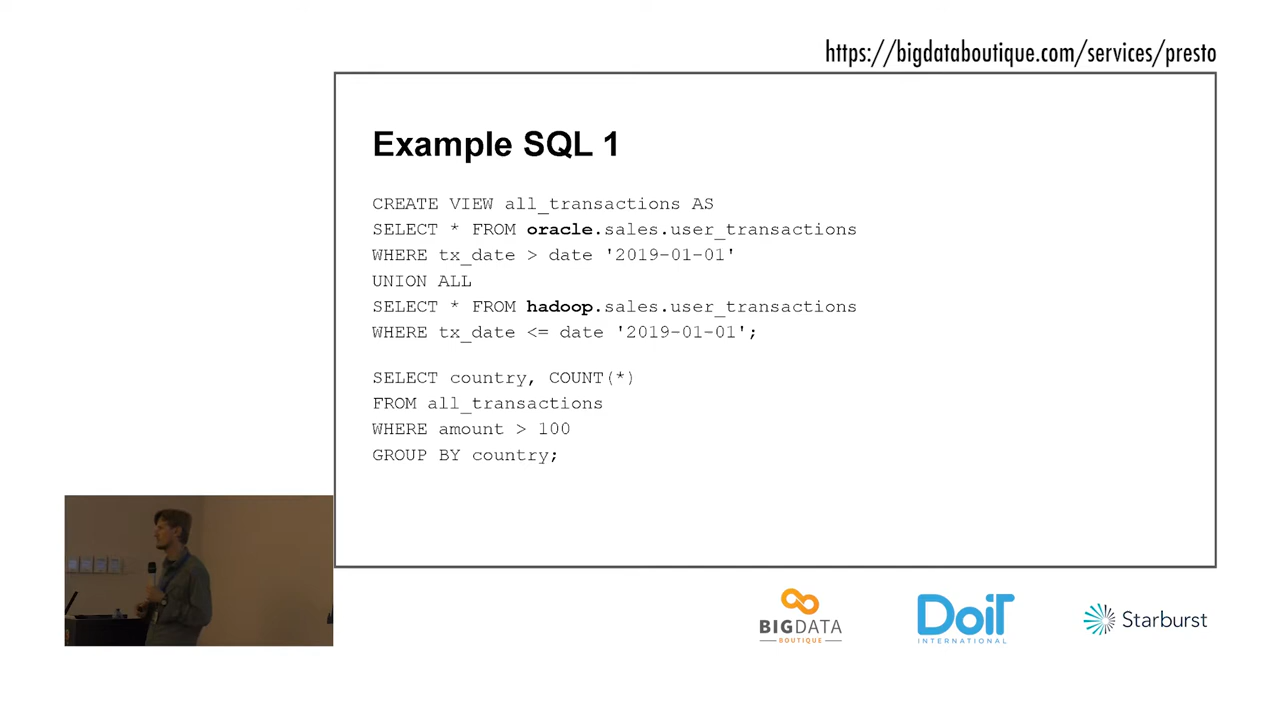 https://bigdataboutique.com/services/presto
Example SQL 1
CREATE VIEW all_transactions AS
SELECT * FROM oracle.sales.user_transactions
WHERE tx_date > date '2019-01-01'
UNION ALL
SELECT * FROM hadoop.sales.user_transactions
WHERE tx_date <= date '2019-01-01';
SELECT country, COUNT(*)
FROM all_transactions
WHERE amount > 100
GROUP BY country;
BIGDATA
BOUTIQUE
DoiT
INTERNATIONAL
Starburst